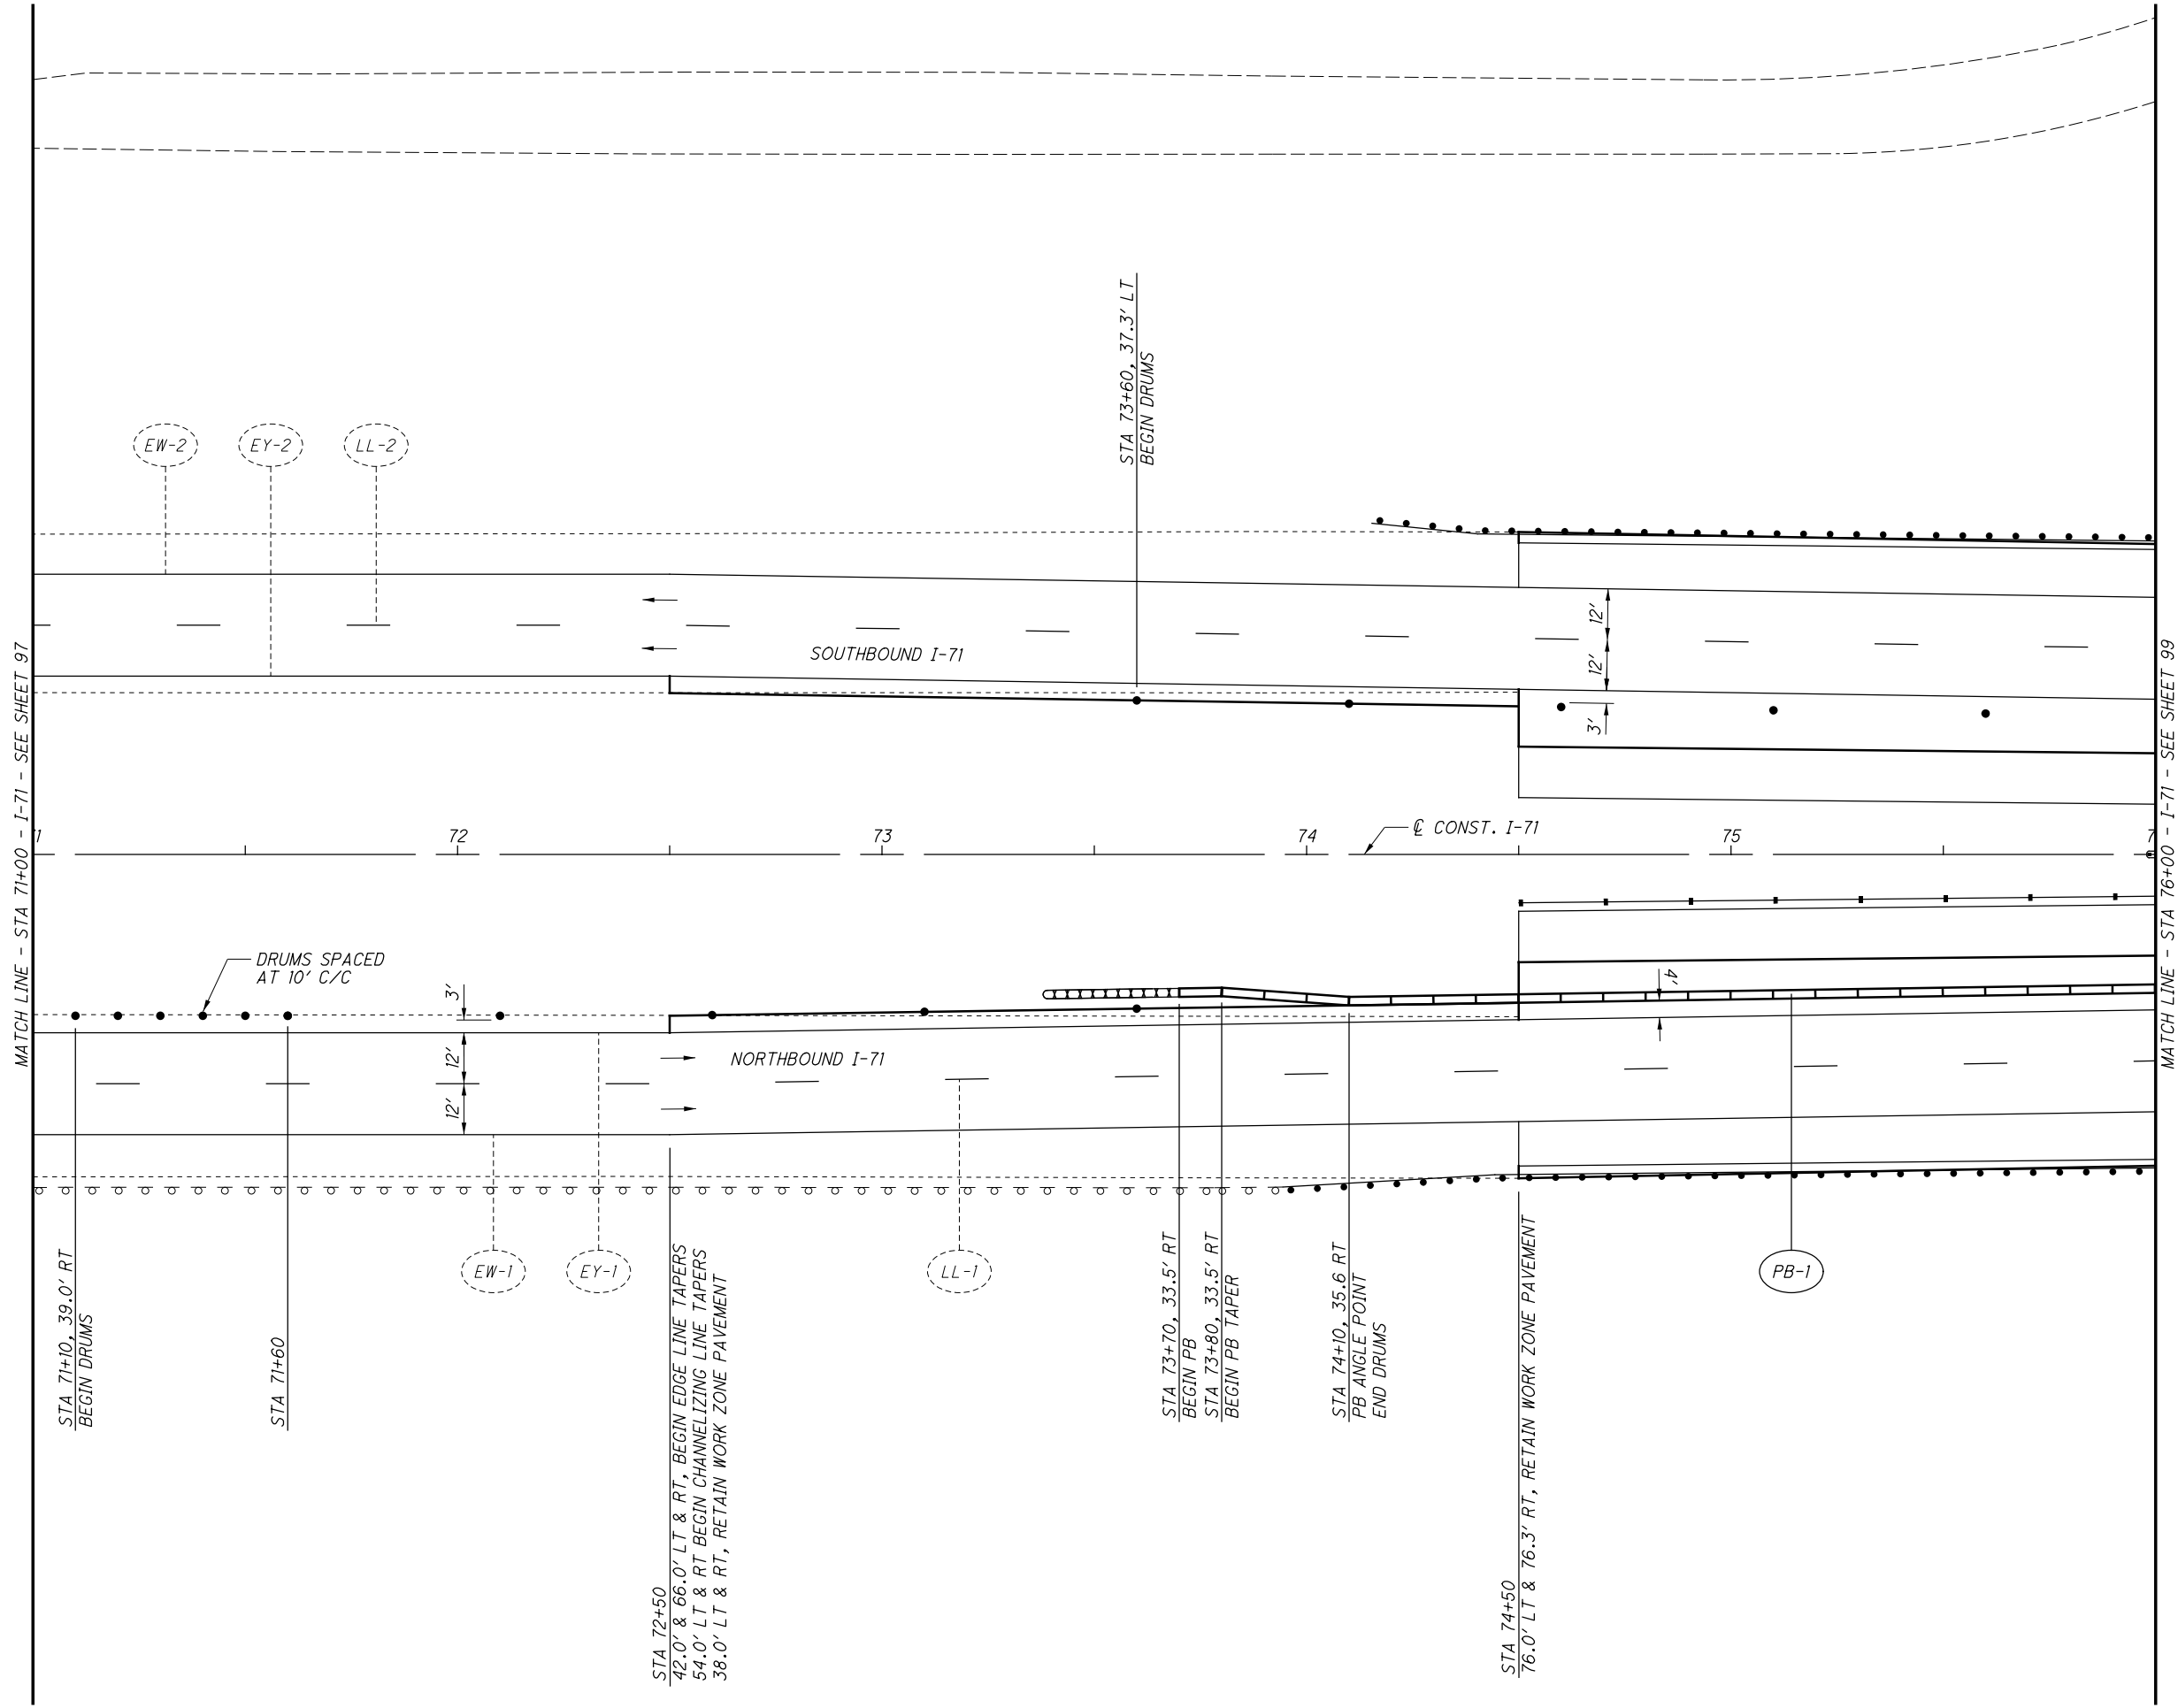 STA 73+60, 37.3' LT
BEGIN DRUMS
EW-2
EY-2
LL-2
12'
12'
3'
SOUTHBOUND I-71
MATCH LINE - STA 71+00 - I-71 - SEE SHEET 97
MATCH LINE - STA 76+00 - I-71 - SEE SHEET 99
72
73
74
75
7
℄ CONST. I-71
DRUMS SPACED
AT 10' C/C
3'
12'
12'
4'
NORTHBOUND I-71
EW-1
EY-1
LL-1
PB-1
STA 71+10, 39.0' RT
BEGIN DRUMS
STA 71+60
STA 72+50
42.0' & 66.0' LT & RT, BEGIN EDGE LINE TAPERS
54.0' LT & RT BEGIN CHANNELIZING LINE TAPERS
38.0' LT & RT, RETAIN WORK ZONE PAVEMENT
STA 73+70, 33.5' RT
BEGIN PB
STA 73+80, 33.5' RT
BEGIN PB TAPER
STA 74+10, 35.6 RT
PB ANGLE POINT
END DRUMS
STA 74+50
76.0' LT & 76.3' RT, RETAIN WORK ZONE PAVEMENT